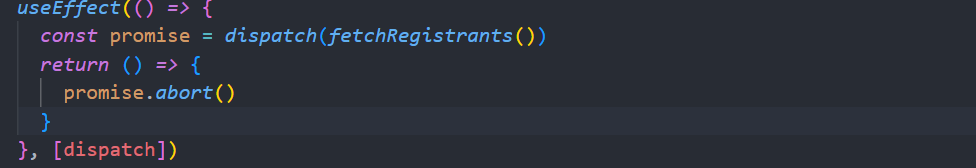 useEffect(() => {
const promise = dispatch(fetchRegistrants())
return () => {
promise.abort()
}
}, [dispatch])